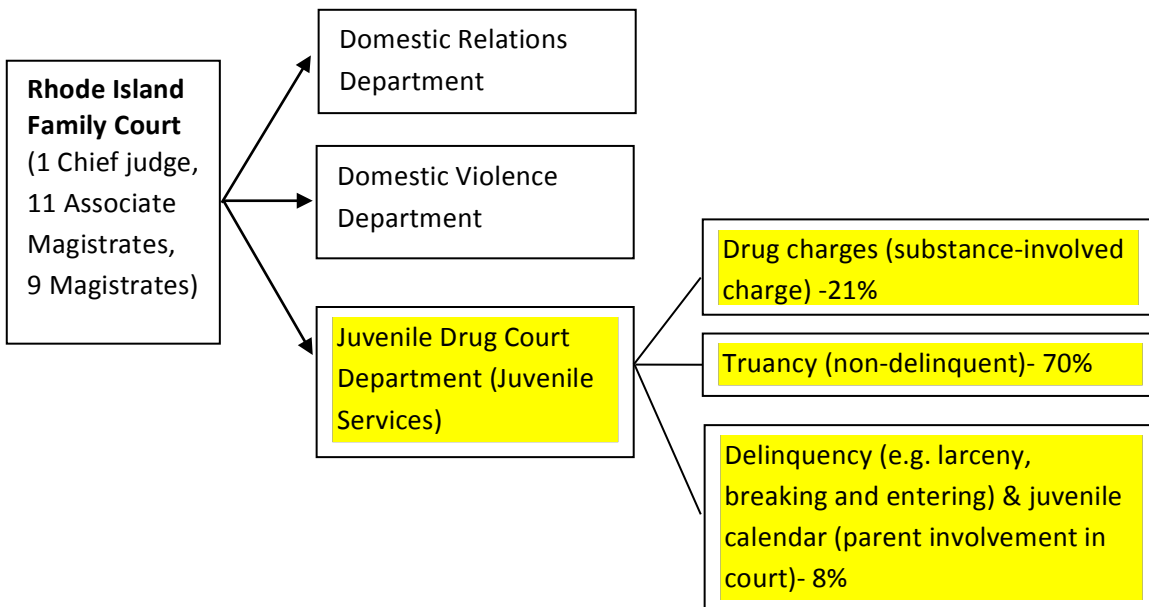 Rhode Island
Family Court
(1 Chief judge,
11 Associate
Magistrates,
9 Magistrates)
Domestic Relations
Department
Domestic Violence
Department
Juvenile Drug Court
Department (Juvenile
Services)
Drug charges (substance-involved
charge) -21%
Truancy (non-delinquent)- 70%
Delinquency (e.g. larceny,
breaking and entering) & juvenile
calendar (parent involvement in
court)- 8%